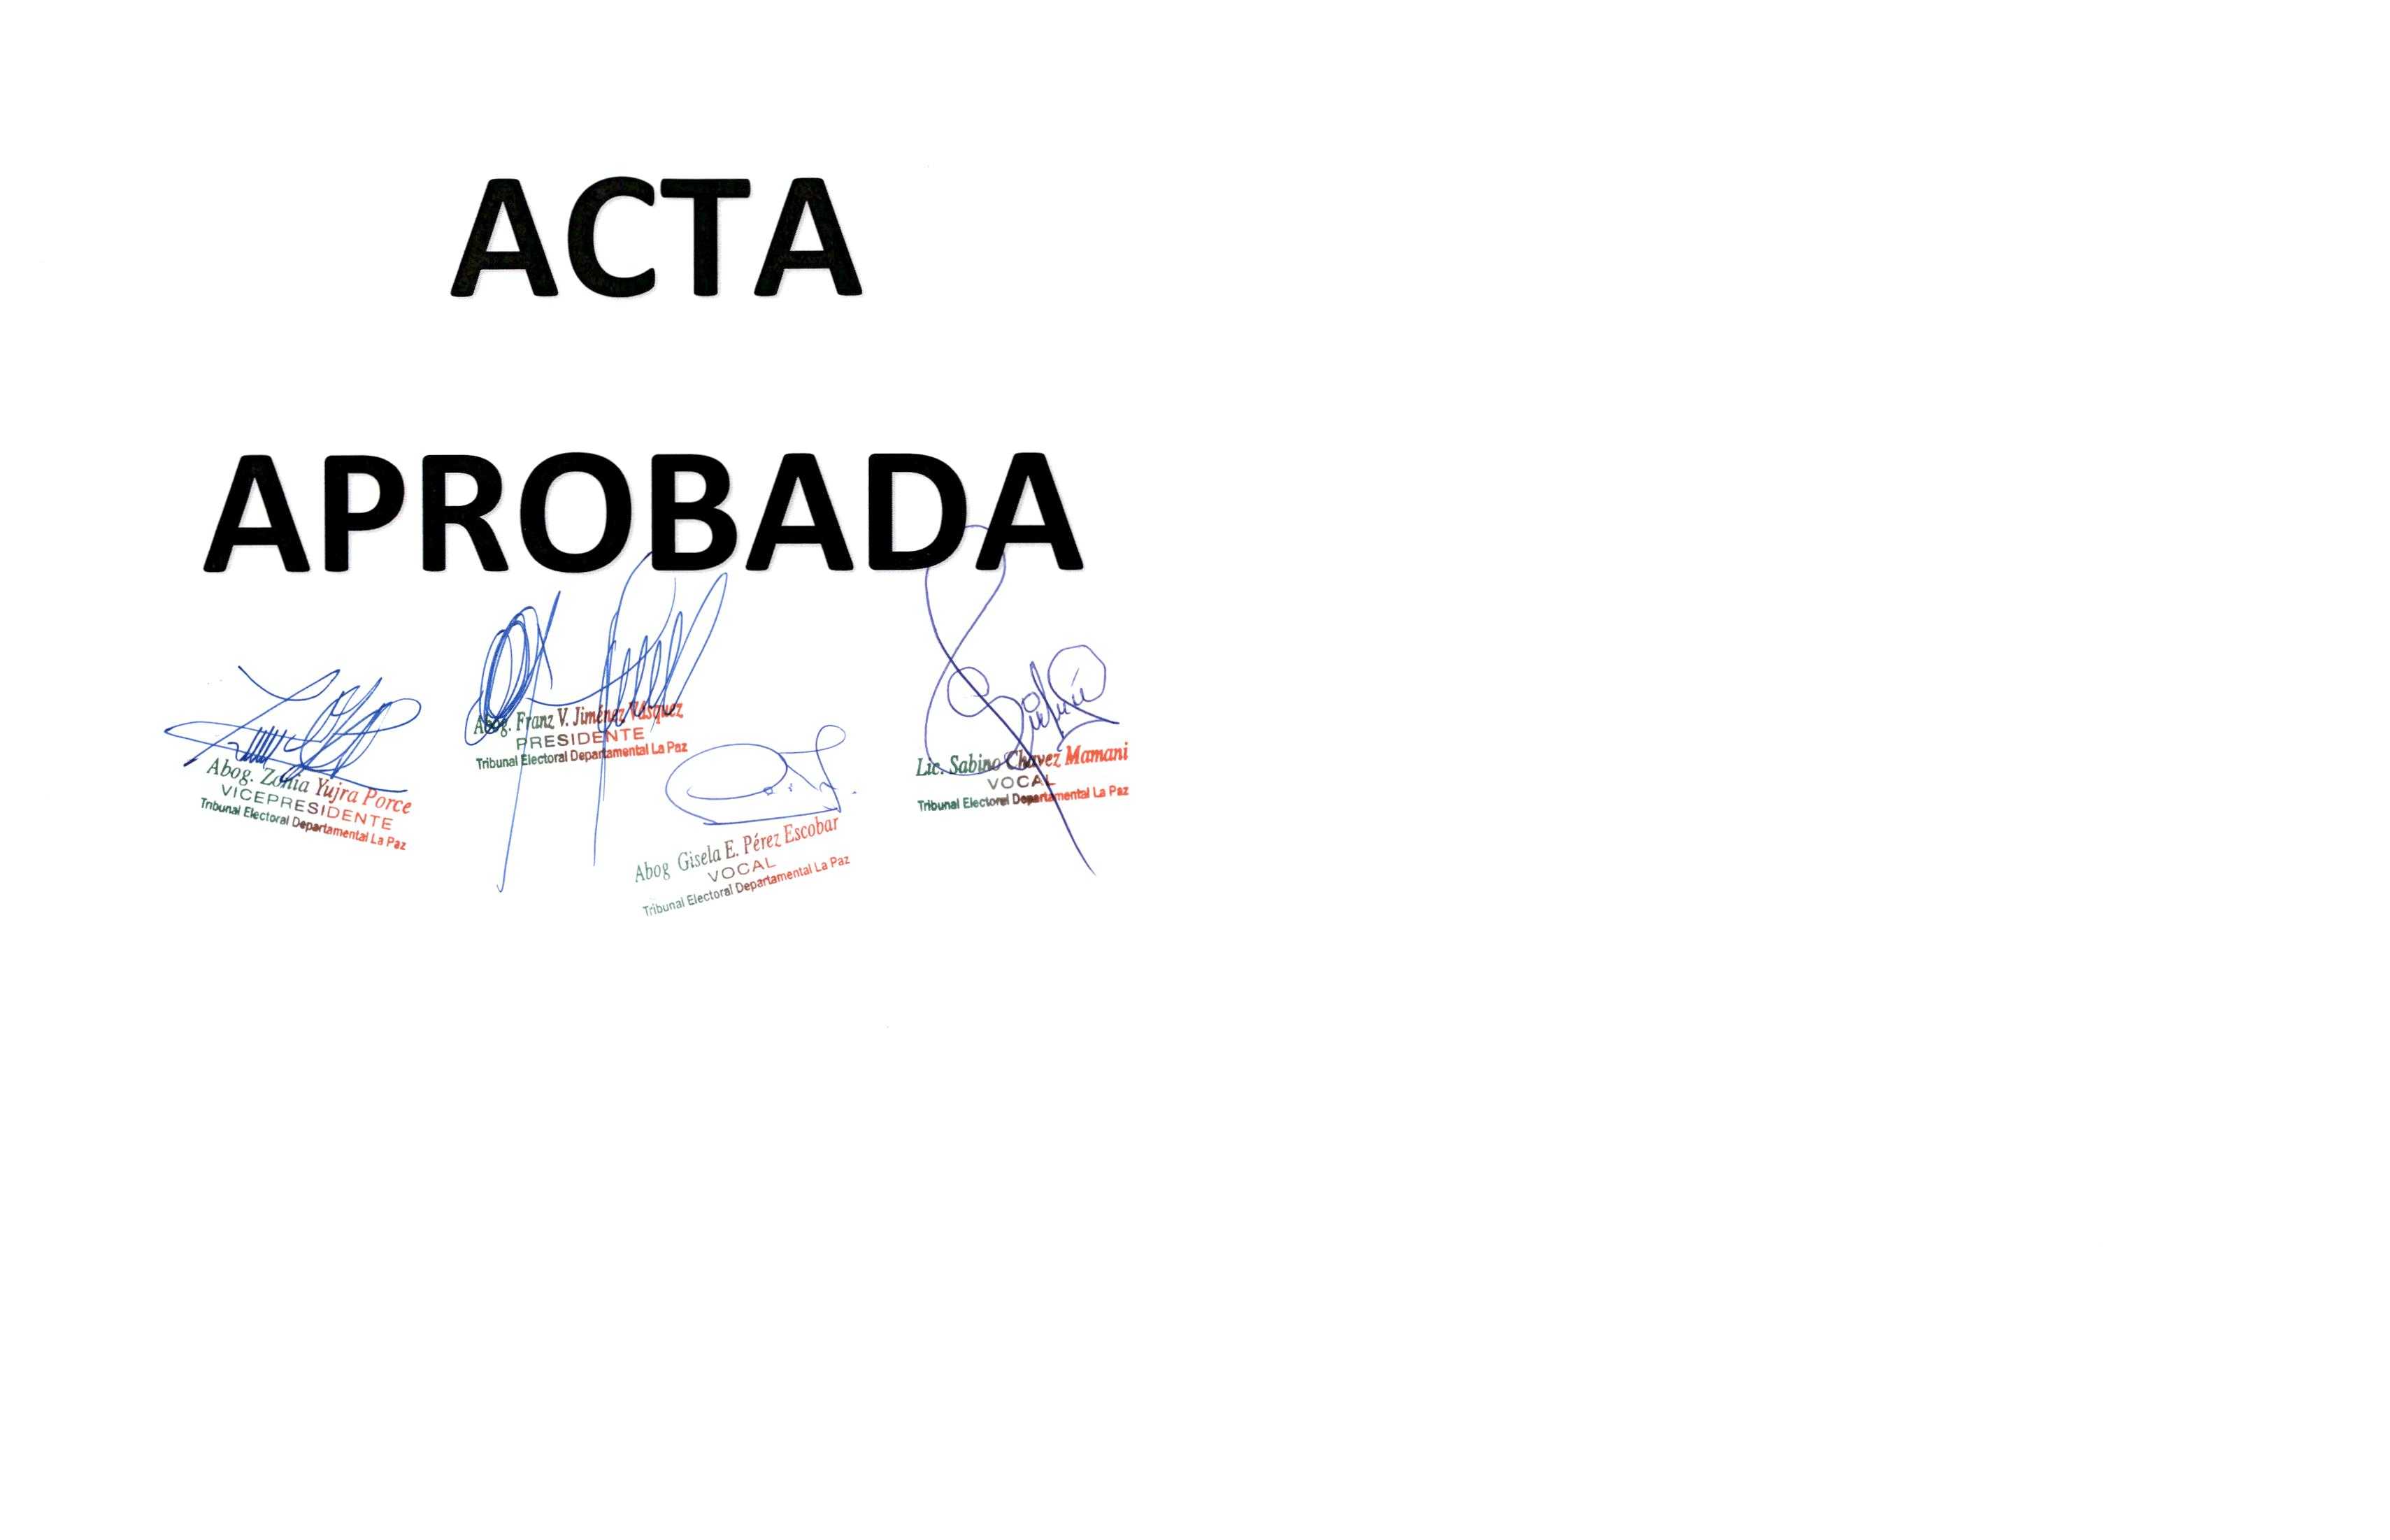 ACTA
APROBADA
Abog. Zonia Yujra Porce
VICEPRESIDENTE
Tribunal Electoral Departamental La Paz
Abog. Franz V. Jiménez Vásquez
PRESIDENTE
Tribunal Electoral Departamental La Paz
Abog Gisela E. Pérez Escobar
VOCAL
Tribunal Electoral Departamental La Paz
Lic. Sabino Chavez Mamani
VOCAL
Tribunal Electoral Departamental La Paz